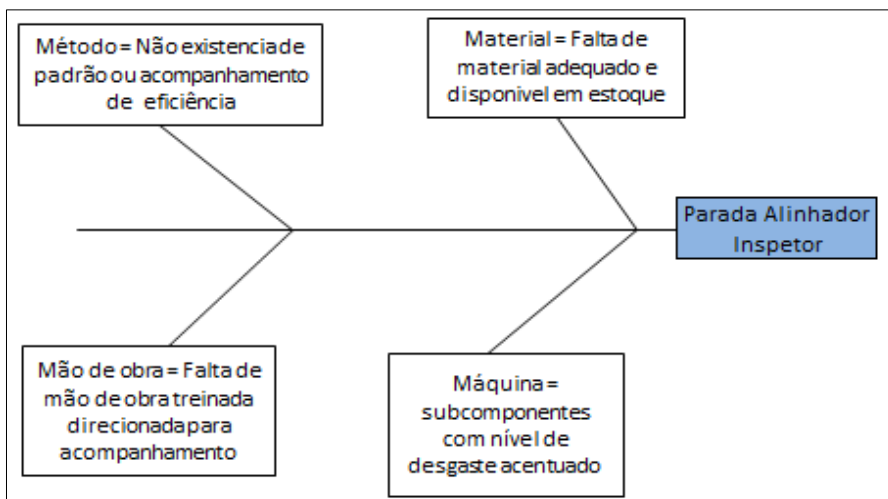 Método = Não existencia de
padrão ou acompanhamento
de eficiência
Material = Falta de
material adequado e
disponivel em estoque
Parada Alinhador
Inspetor
Mão de obra = Falta de
mão de obra treinada
direcionada para
acompanhamento
Máquina =
subcomponentes
com nível de
desgaste acentuado